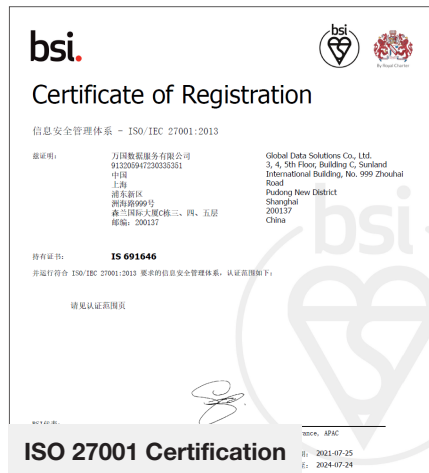 bsi.
bsi.
By Royal Charter
Certificate of Registration
信息安全管理体系 - ISO/IEC 27001:2013
兹证明:
万国数据服务有限公司
913205947230335351
中国
上海
浦东新区
洲海路999号
森兰国际大厦C栋三、四、五层
邮编: 200137
Global Data Solutions Co., Ltd.
3, 4, 5th Floor, Building C, Sunland
International Building, No. 999 Zhouhai
Road
Pudong New District
Shanghai
200137
China
持有证书:
IS 691646
并运行符合 ISO/IEC 27001:2013 要求的信息安全管理体系, 认证范围如下:
请见认证范围页
bsi
APAC
2021-07-25
2024-07-24
ISO 27001 Certification